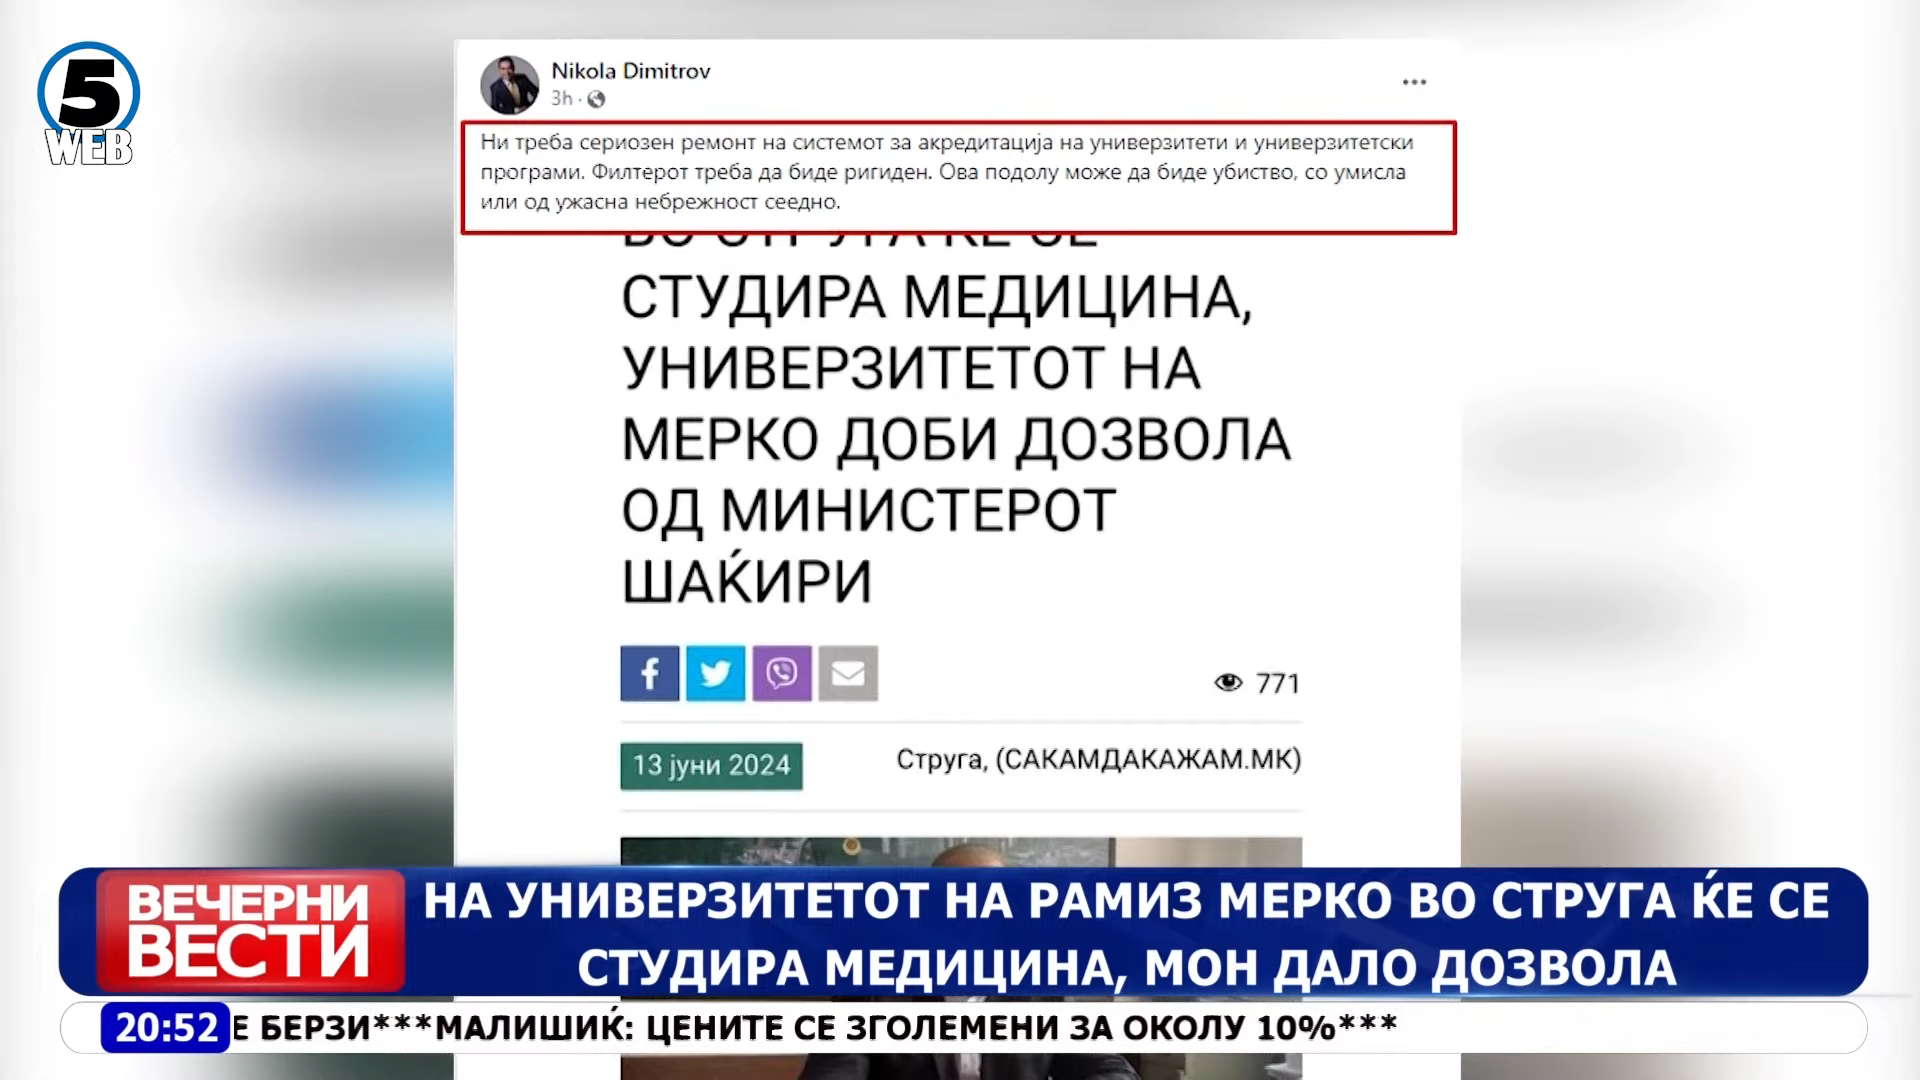 5
WEB
Nikola Dimitrov
3h ·
Ни треба сериозен ремонт на системот за акредитација на универзитети и универзитетски
програми. Филтерот треба да биде ригиден. Ова подолу може да биде убиство, со умисла
или од ужасна небрежност сеедно.
ВО СТРУГА ЌЕ СЕ
СТУДИРА МЕДИЦИНА,
УНИВЕРЗИТЕТОТ НА
МЕРКО ДОБИ ДОЗВОЛА
ОД МИНИСТЕРОТ
ШАЌИРИ
771
13 јуни 2024
Струга, (САКАМДАКАЖАМ.МК)
ВЕЧЕРНИ
ВЕСТИ
НА УНИВЕРЗИТЕТОТ НА РАМИЗ МЕРКО ВО СТРУГА ЌЕ СЕ
СТУДИРА МЕДИЦИНА, МОН ДАЛО ДОЗВОЛА
20:52
Е БЕРЗИ***МАЛИШИЌ: ЦЕНИТЕ СЕ ЗГОЛЕМЕНИ ЗА ОКОЛУ 10%***